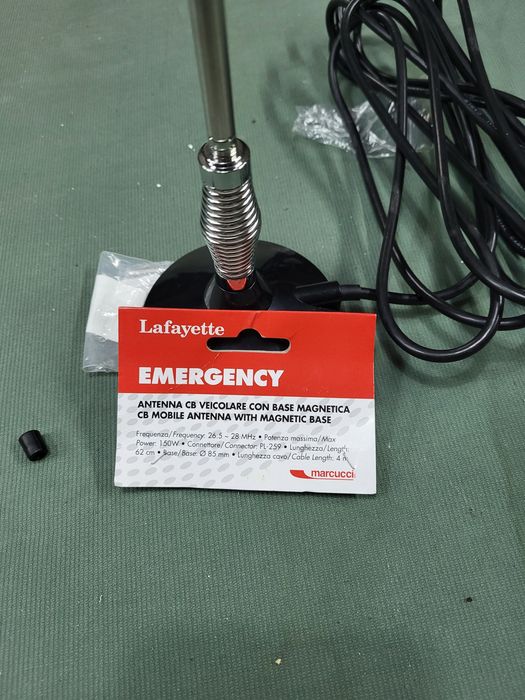 Lafayette
EMERGENCY
ANTENNA CB VEICOLARE CON BASE MAGNETICA
CB MOBILE ANTENNA WITH MAGNETIC BASE
Frequenza/Frequency: 26.5 ~ 28 MHz • Potenza massima/Max
Power: 150W • Connettore/Connector: PL-259 • Lunghezza/Length:
62 cm • Base/Base: Ø 85 mm • Lunghezza cavo/Cable Length: 4 m
marcucci